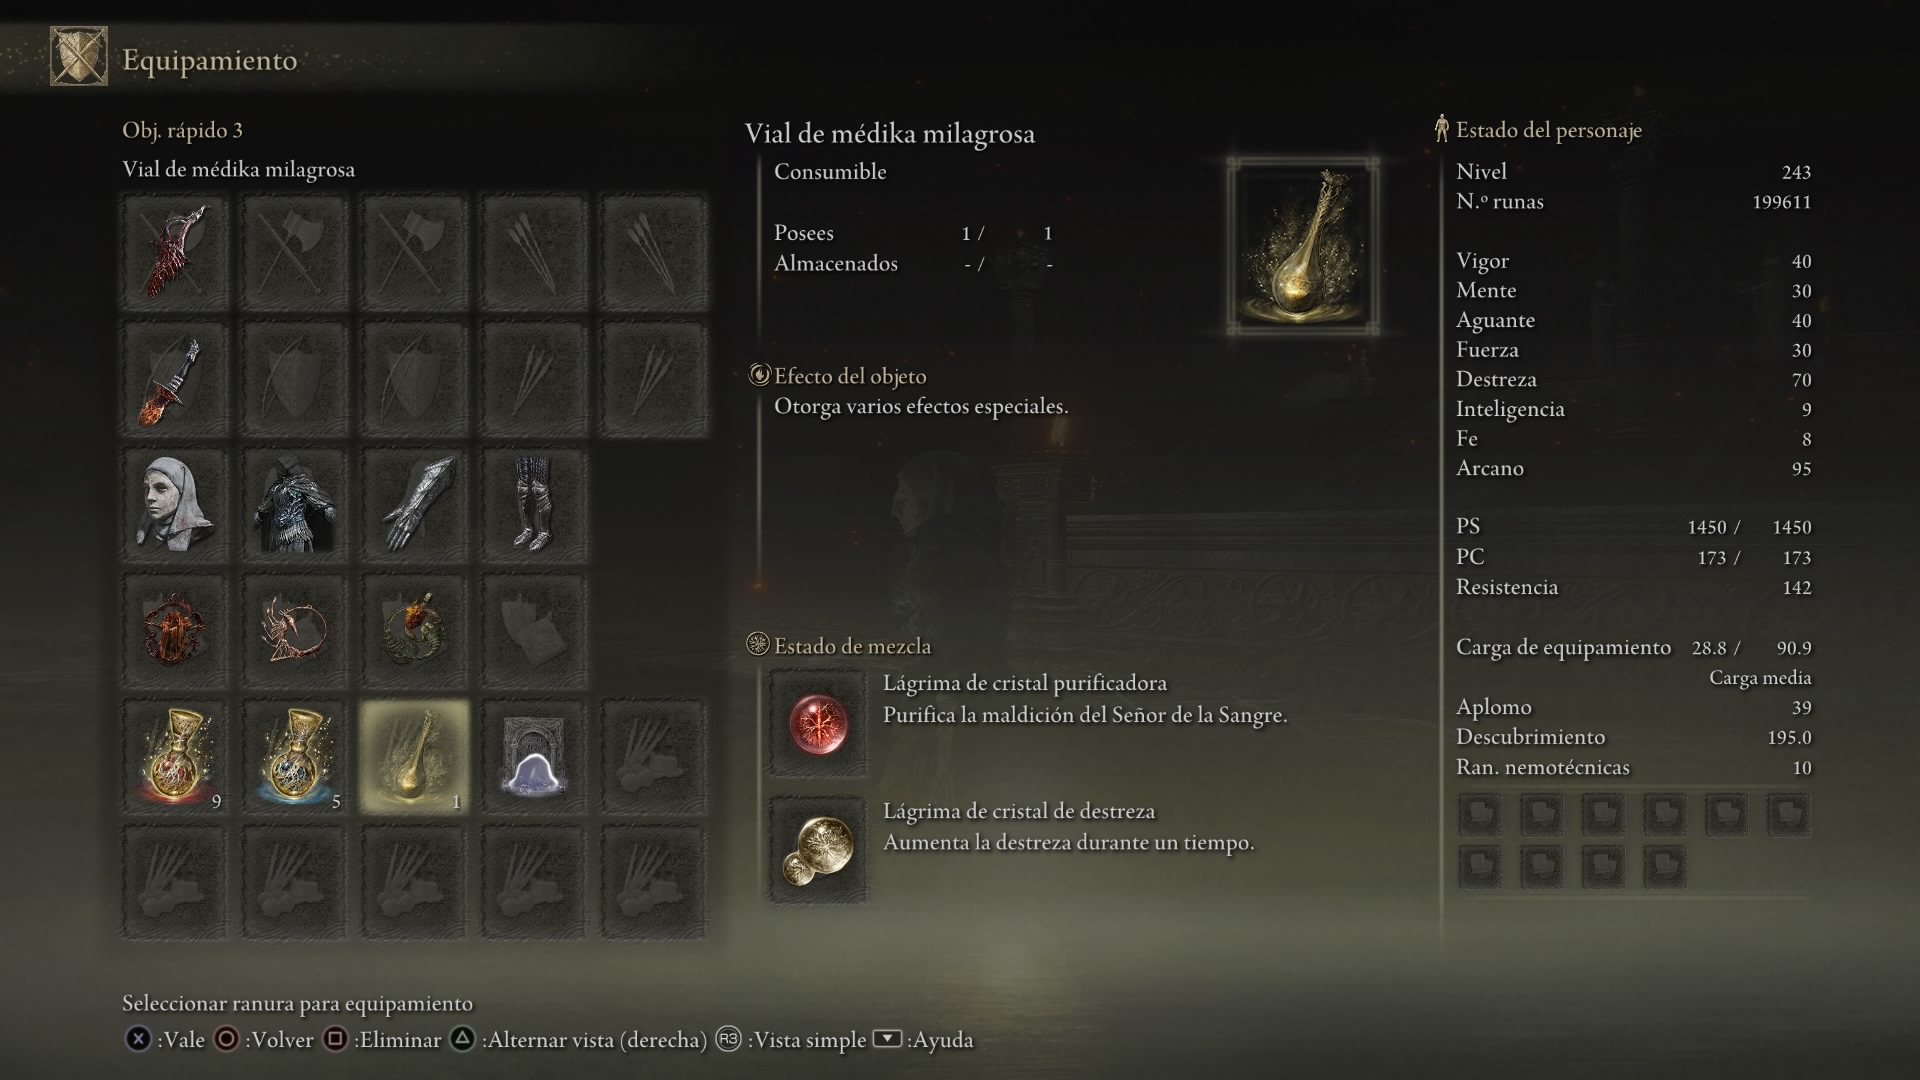 Equipamiento
Obj. rápido 3
Vial de médika milagrosa
9
5
1
Vial de médika milagrosa
Consumible
Posees 1 / 1
Almacenados - / -
Efecto del objeto
Otorga varios efectos especiales.
Estado de mezcla
Lágrima de cristal purificadora
Purifica la maldición del Señor de la Sangre.
Lágrima de cristal de destreza
Aumenta la destreza durante un tiempo.
Estado del personaje
Nivel 243
N.º runas 199611
Vigor 40
Mente 30
Aguante 40
Fuerza 30
Destreza 70
Inteligencia 9
Fe 8
Arcano 95
PS 1450 / 1450
PC 173 / 173
Resistencia 142
Carga de equipamiento 28.8 / 90.9
Carga media
Aplomo 39
Descubrimiento 195.0
Ran. nemotécnicas 10
Seleccionar ranura para equipamiento
:Vale :Volver :Eliminar :Alternar vista (derecha) R3 :Vista simple :Ayuda